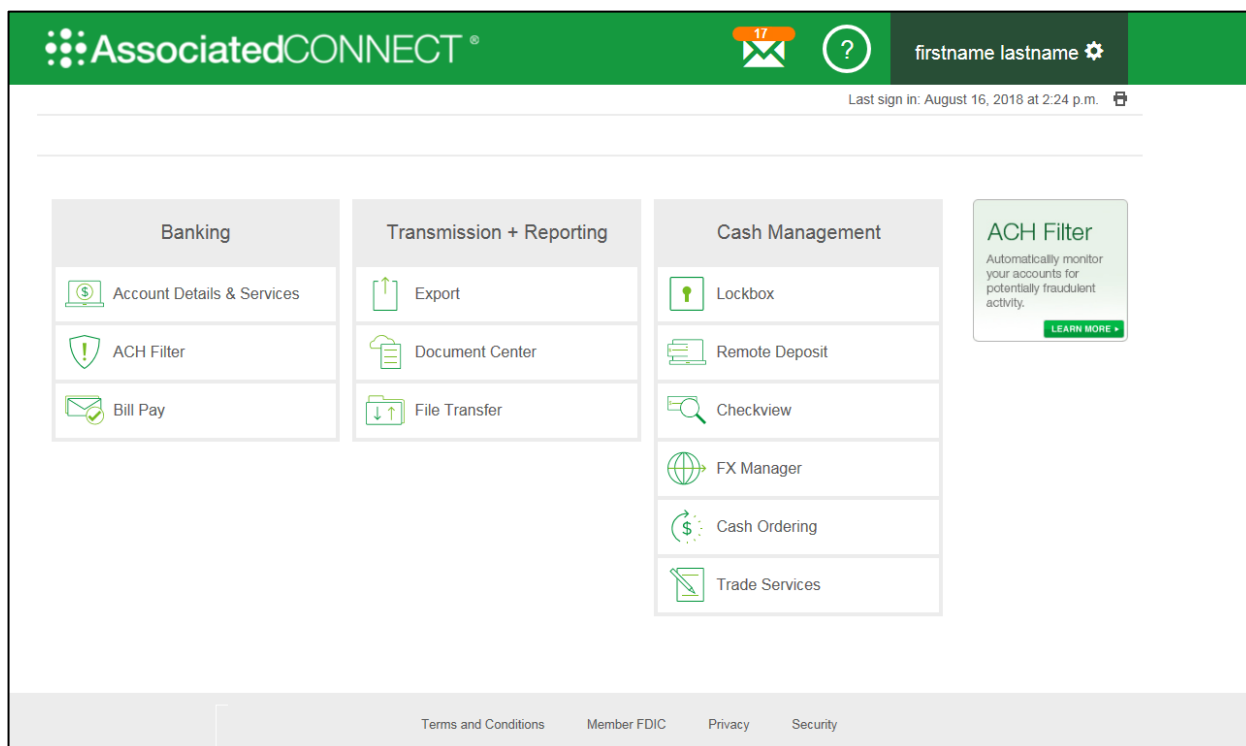 AssociatedCONNECT ®
17
?
firstname lastname
Last sign in: August 16, 2018 at 2:24 p.m.
Banking
$ Account Details & Services
! ACH Filter
Bill Pay
Transmission + Reporting
Export
Document Center
File Transfer
Cash Management
Lockbox
Remote Deposit
Checkview
FX Manager
$ Cash Ordering
Trade Services
ACH Filter
Automatically monitor
your accounts for
potentially fraudulent
activity.
LEARN MORE
Terms and Conditions Member FDIC Privacy Security